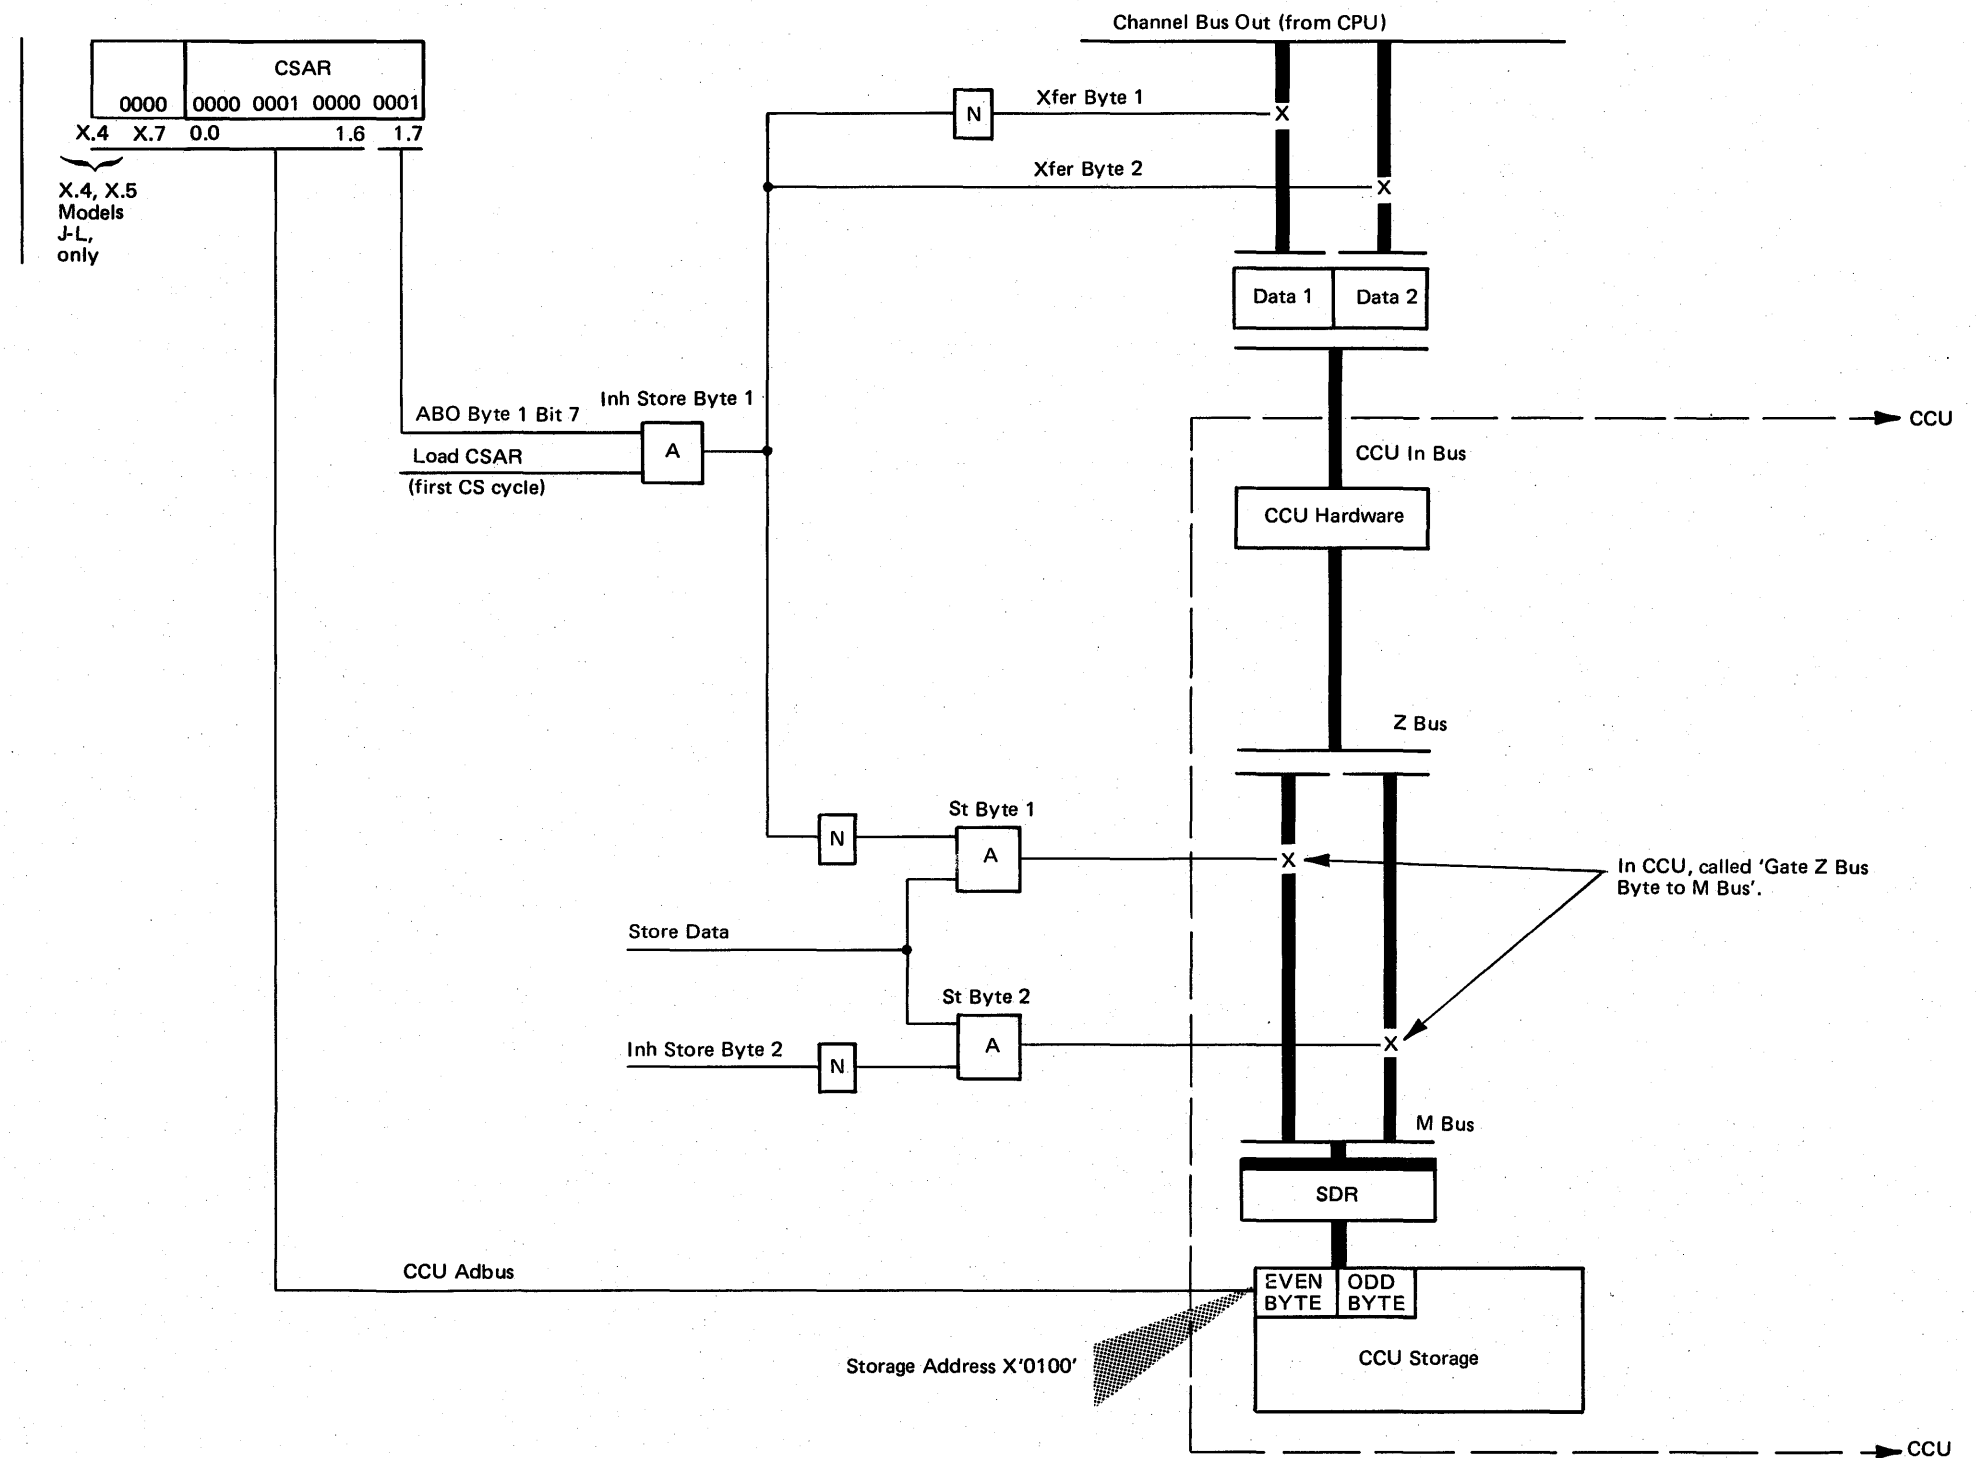 Channel Bus Out (from CPU)
CSAR
0000 0000 0001 0000 0001
X.4 X.7 0.0 1.6 1.7
X.4, X.5
Models
J-L,
only
N
Xfer Byte 1
X
Xfer Byte 2
X
Data 1 Data 2
Inh Store Byte 1
ABO Byte 1 Bit 7
A
Load CSAR
(first CS cycle)
CCU
CCU In Bus
CCU Hardware
Z Bus
St Byte 1
N
A
X
In CCU, called 'Gate Z Bus
Byte to M Bus'.
Store Data
St Byte 2
Inh Store Byte 2
N
A
X
M Bus
SDR
CCU Adbus
EVEN
BYTE
ODD
BYTE
Storage Address X'0100'
CCU Storage
CCU